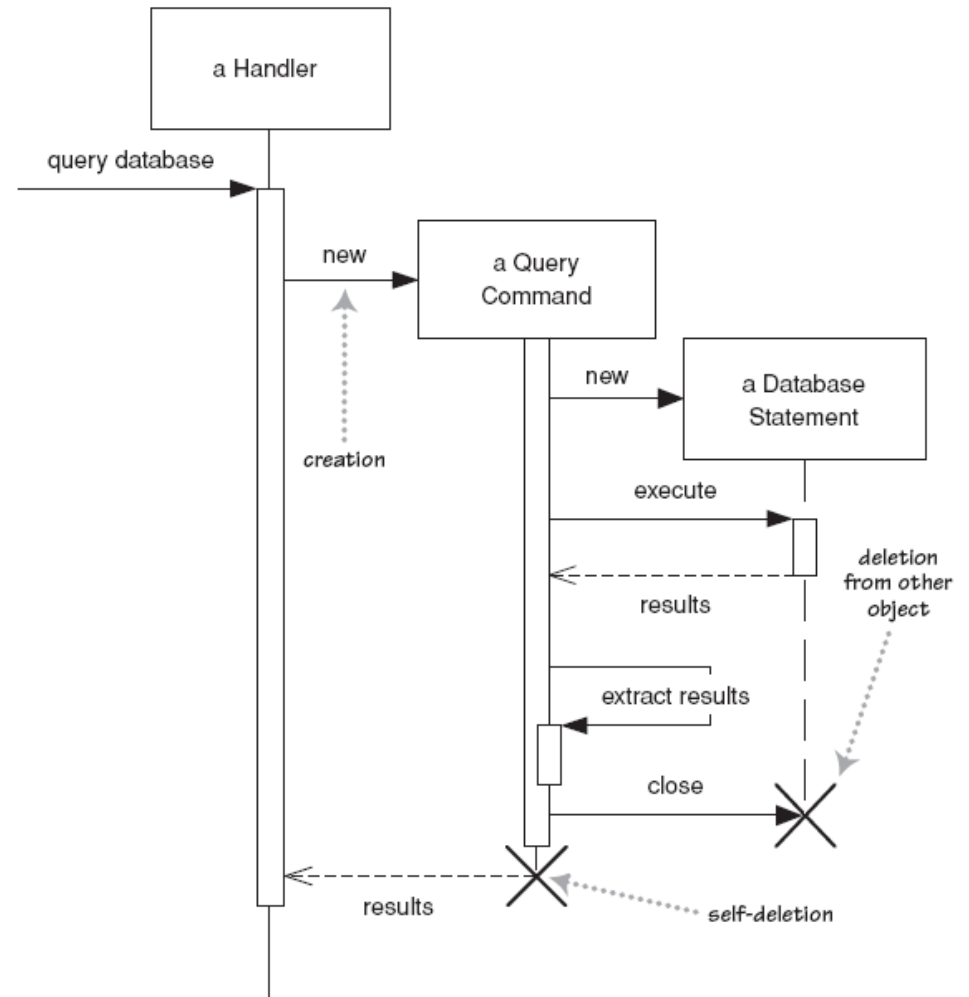 a Handler
query database
new
a Query
Command
new
a Database
Statement
creation
execute
deletion
from other
object
results
extract results
close
results
self-deletion